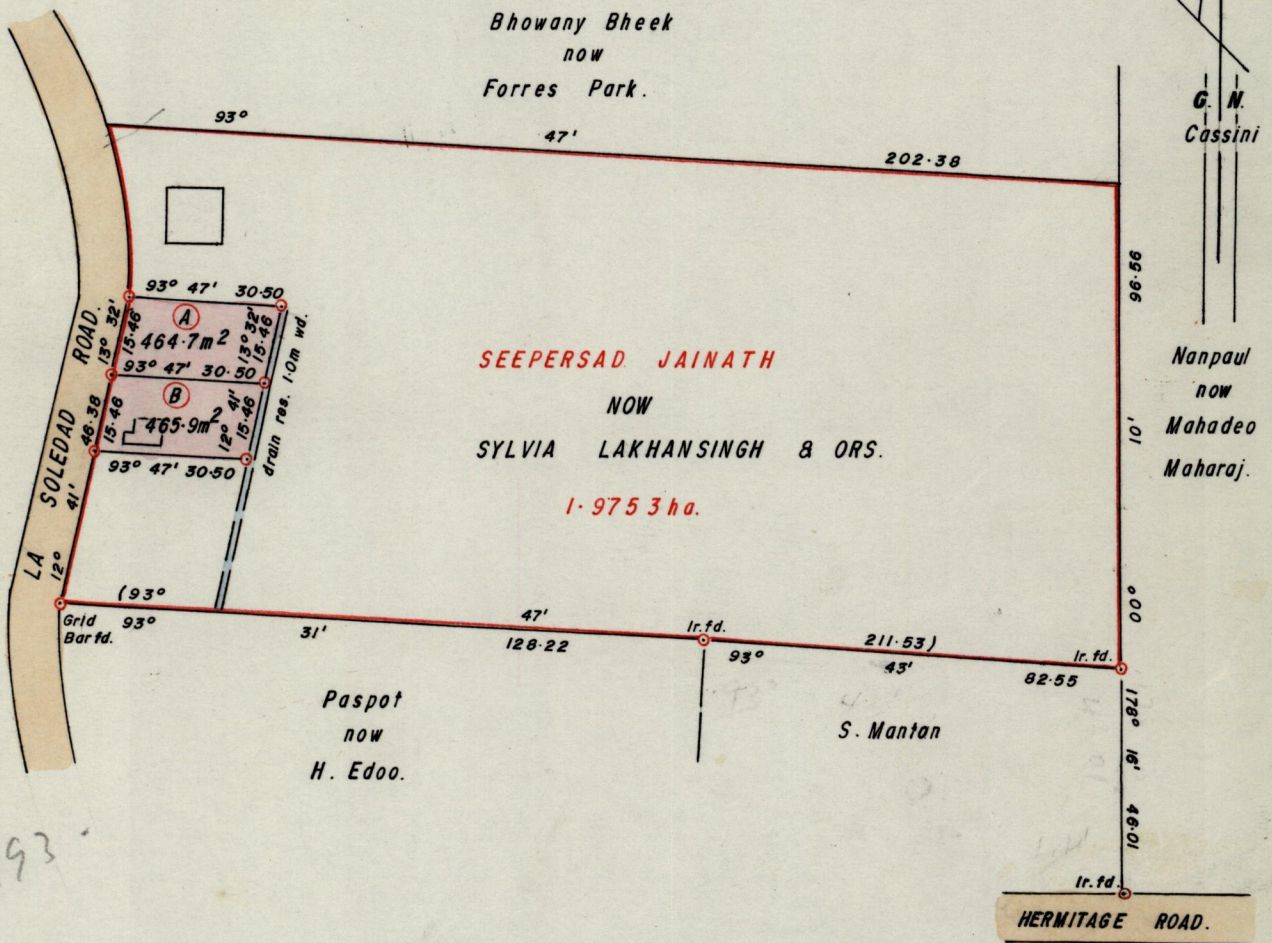 Bhowany Bheek
now
Forres Park.
G. N.
Cassini
93° 47' 202·38
96·56
00° 01'
Nanpaul
now
Mahadeo
Maharaj.
93° 47' 30·50
A
464·7m²
13° 32'
15·46
13° 32'
15·46
93° 47' 30·50
B
465·9m²
15·46
12° 41'
15·46
93° 47' 30·50
drain res. 1·0m wd.
LA SOLEDAD ROAD.
12° 41' 46·38
SEEPERSAD JAINATH
NOW
SYLVIA LAKHANSINGH & ORS.
1·9753 ha.
(93° 47' 211·53)
Grid
Bar fd.
93° 31' 128·22
Ir. fd.
93° 43' 82·55
Ir. fd.
Paspot
now
H. Edoo.
S. Mantan
178° 16' 46·01
93
Ir. fd.
HERMITAGE ROAD.